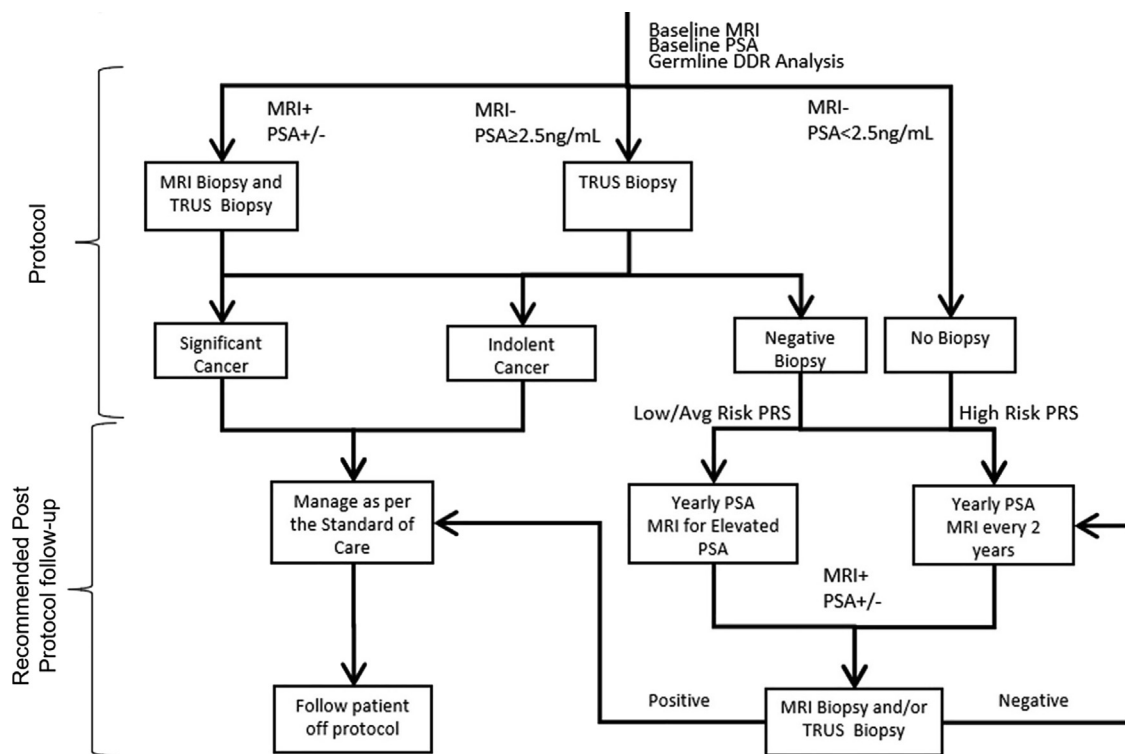 Baseline MRI
Baseline PSA
Germline DDR Analysis
MRI+
PSA+/-
MRI-
PSA≥2.5ng/mL
MRI-
PSA<2.5ng/mL
MRI Biopsy and
TRUS Biopsy
TRUS Biopsy
Protocol
Significant
Cancer
Indolent
Cancer
Negative
Biopsy
No Biopsy
Low/Avg Risk PRS
High Risk PRS
Recommended Post
Protocol follow-up
Manage as per
the Standard of
Care
Yearly PSA
MRI for Elevated
PSA
Yearly PSA
MRI every 2
years
MRI+
PSA+/-
Follow patient
off protocol
Positive
MRI Biopsy and/or
TRUS Biopsy
Negative